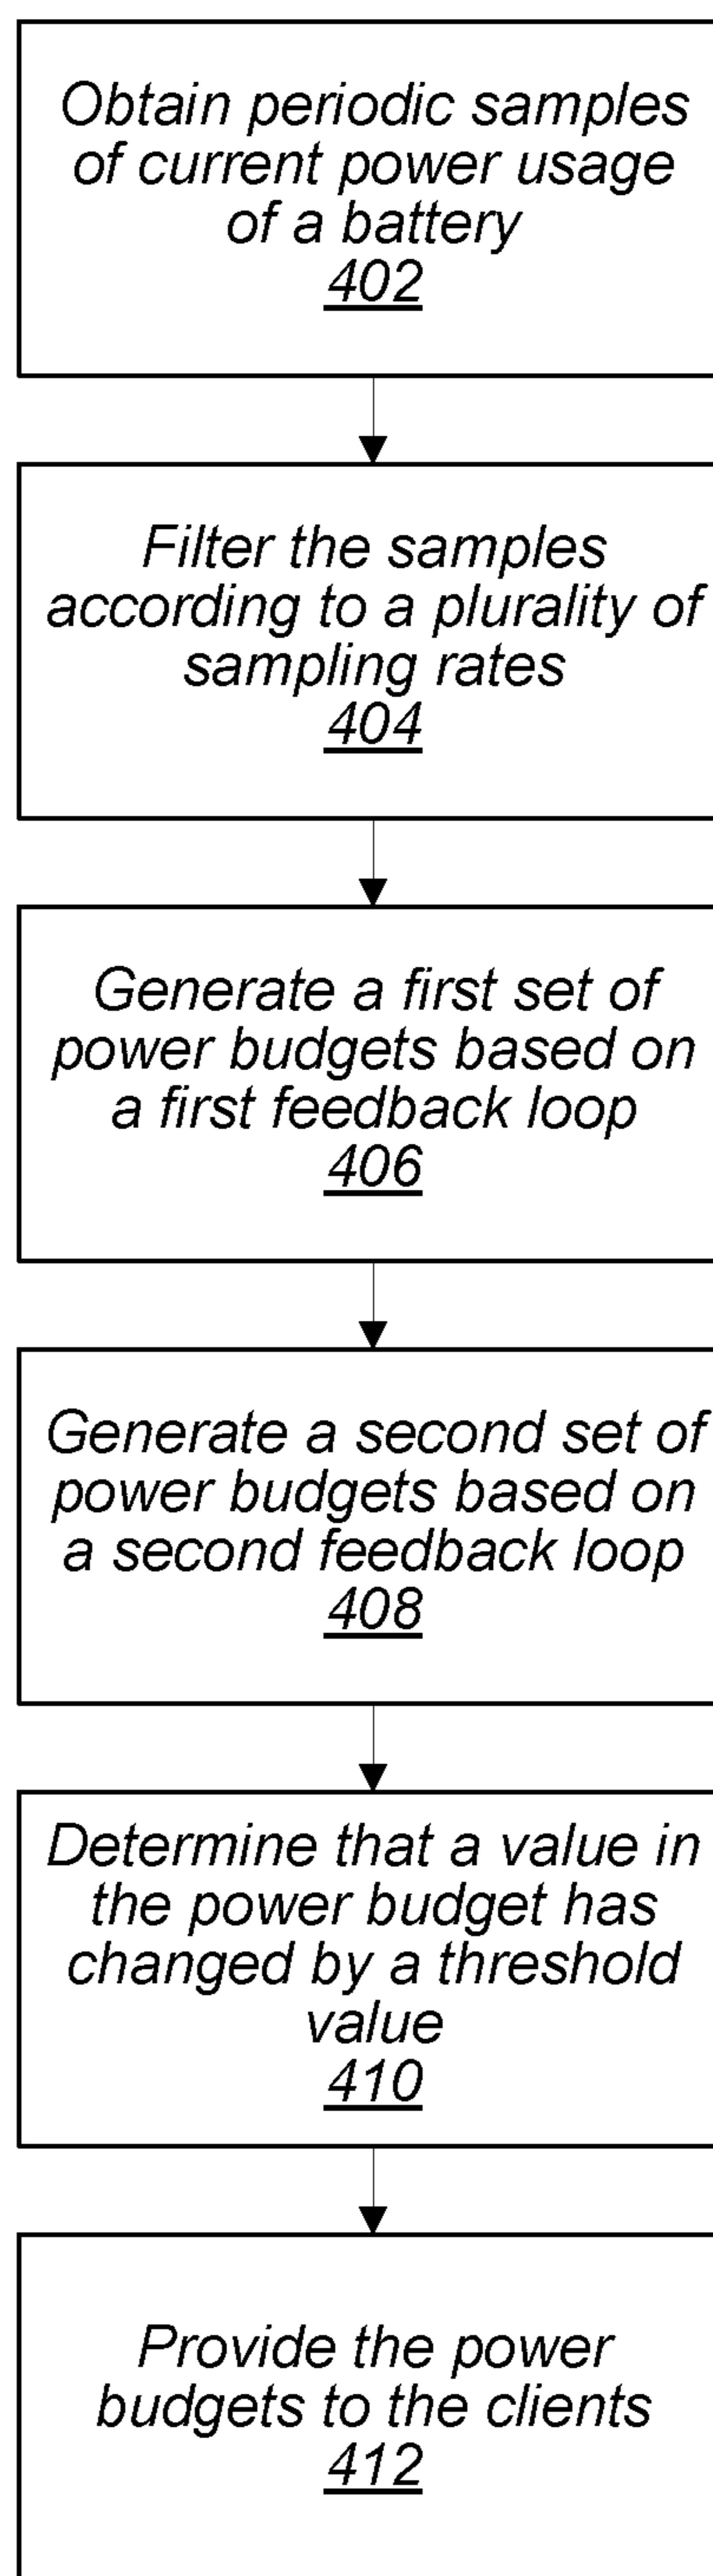 Obtain periodic samples
of current power usage
of a battery
402
Filter the samples
according to a plurality of
sampling rates
404
Generate a first set of
power budgets based on
a first feedback loop
406
Generate a second set of
power budgets based on
a second feedback loop
408
Determine that a value in
the power budget has
changed by a threshold
value
410
Provide the power
budgets to the clients
412